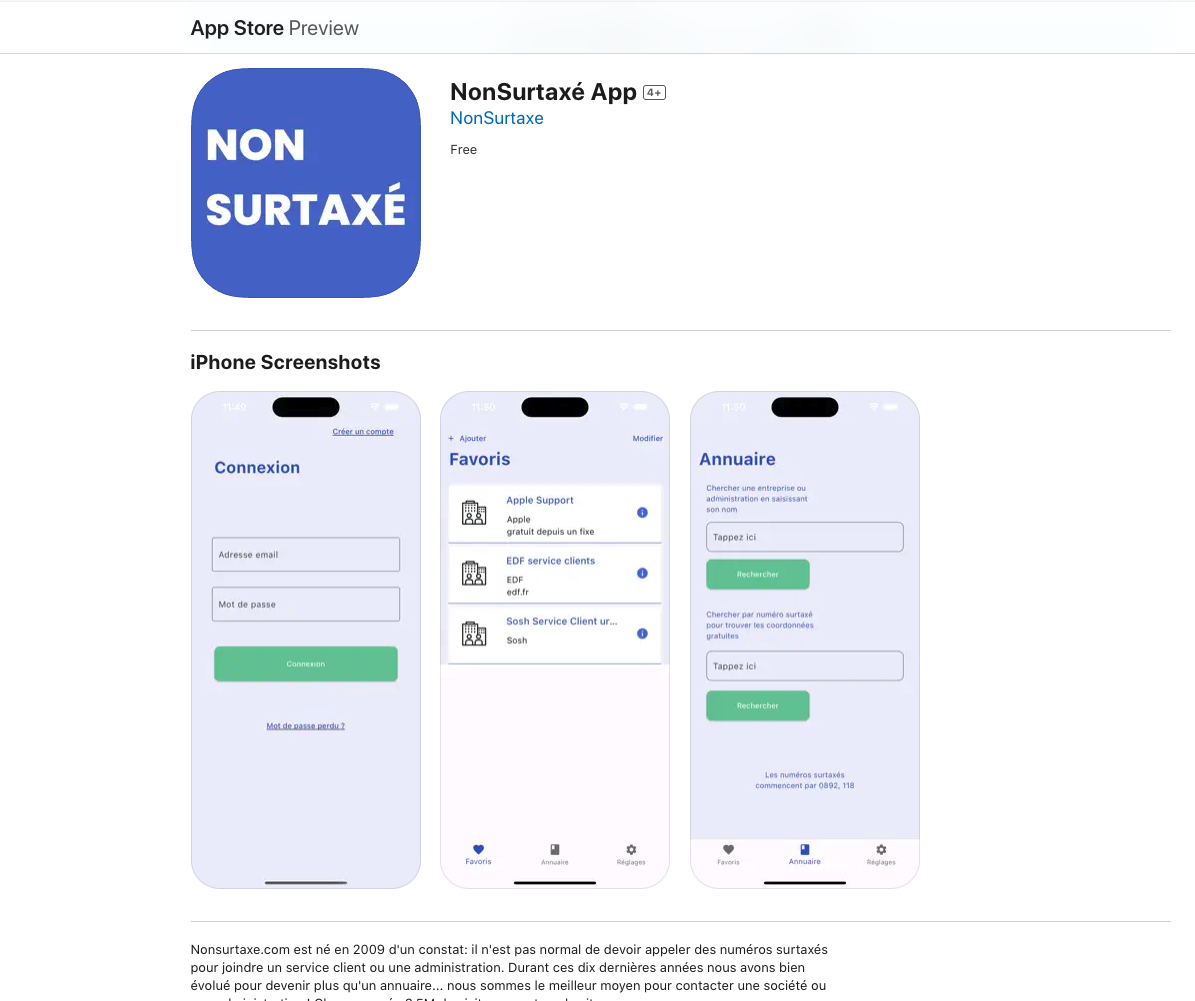 App Store Preview
NON
SURTAXÉ
NonSurtaxé App 4+
NonSurtaxe
Free
iPhone Screenshots
11:49
Créer un compte
Connexion
Adresse email
Mot de passe
Connexion
Mot de passe perdu ?
11:50
+ Ajouter
Modifier
Favoris
Apple Support
Apple
gratuit depuis un fixe
EDF service clients
EDF
edf.fr
Sosh Service Client ur...
Sosh
Favoris
Annuaire
Réglages
11:50
Annuaire
Chercher une entreprise ou
administration en saisissant
son nom
Tappez ici
Rechercher
Chercher par numéro surtaxé
pour trouver les coordonnées
gratuites
Tappez ici
Rechercher
Les numéros surtaxés
commencent par 0892, 118
Favoris
Annuaire
Réglages
Nonsurtaxe.com est né en 2009 d'un constat: il n'est pas normal de devoir appeler des numéros surtaxés
pour joindre un service client ou une administration. Durant ces dix dernières années nous avons bien
évolué pour devenir plus qu'un annuaire... nous sommes le meilleur moyen pour contacter une société ou